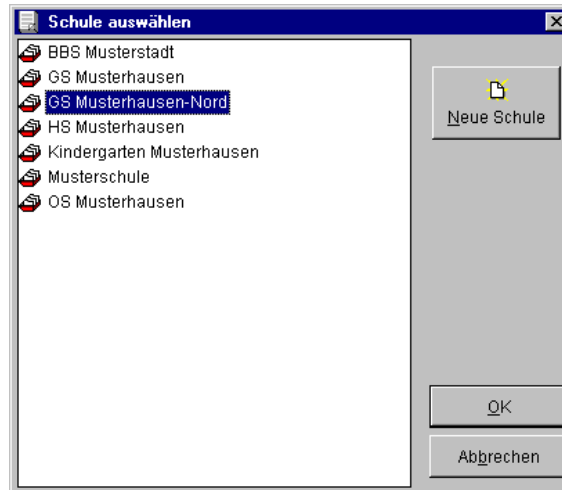 Schule auswählen
BBS Musterstadt
GS Musterhausen
GS Musterhausen-Nord
HS Musterhausen
Kindergarten Musterhausen
Musterschule
OS Musterhausen
Neue Schule
OK
Abbrechen